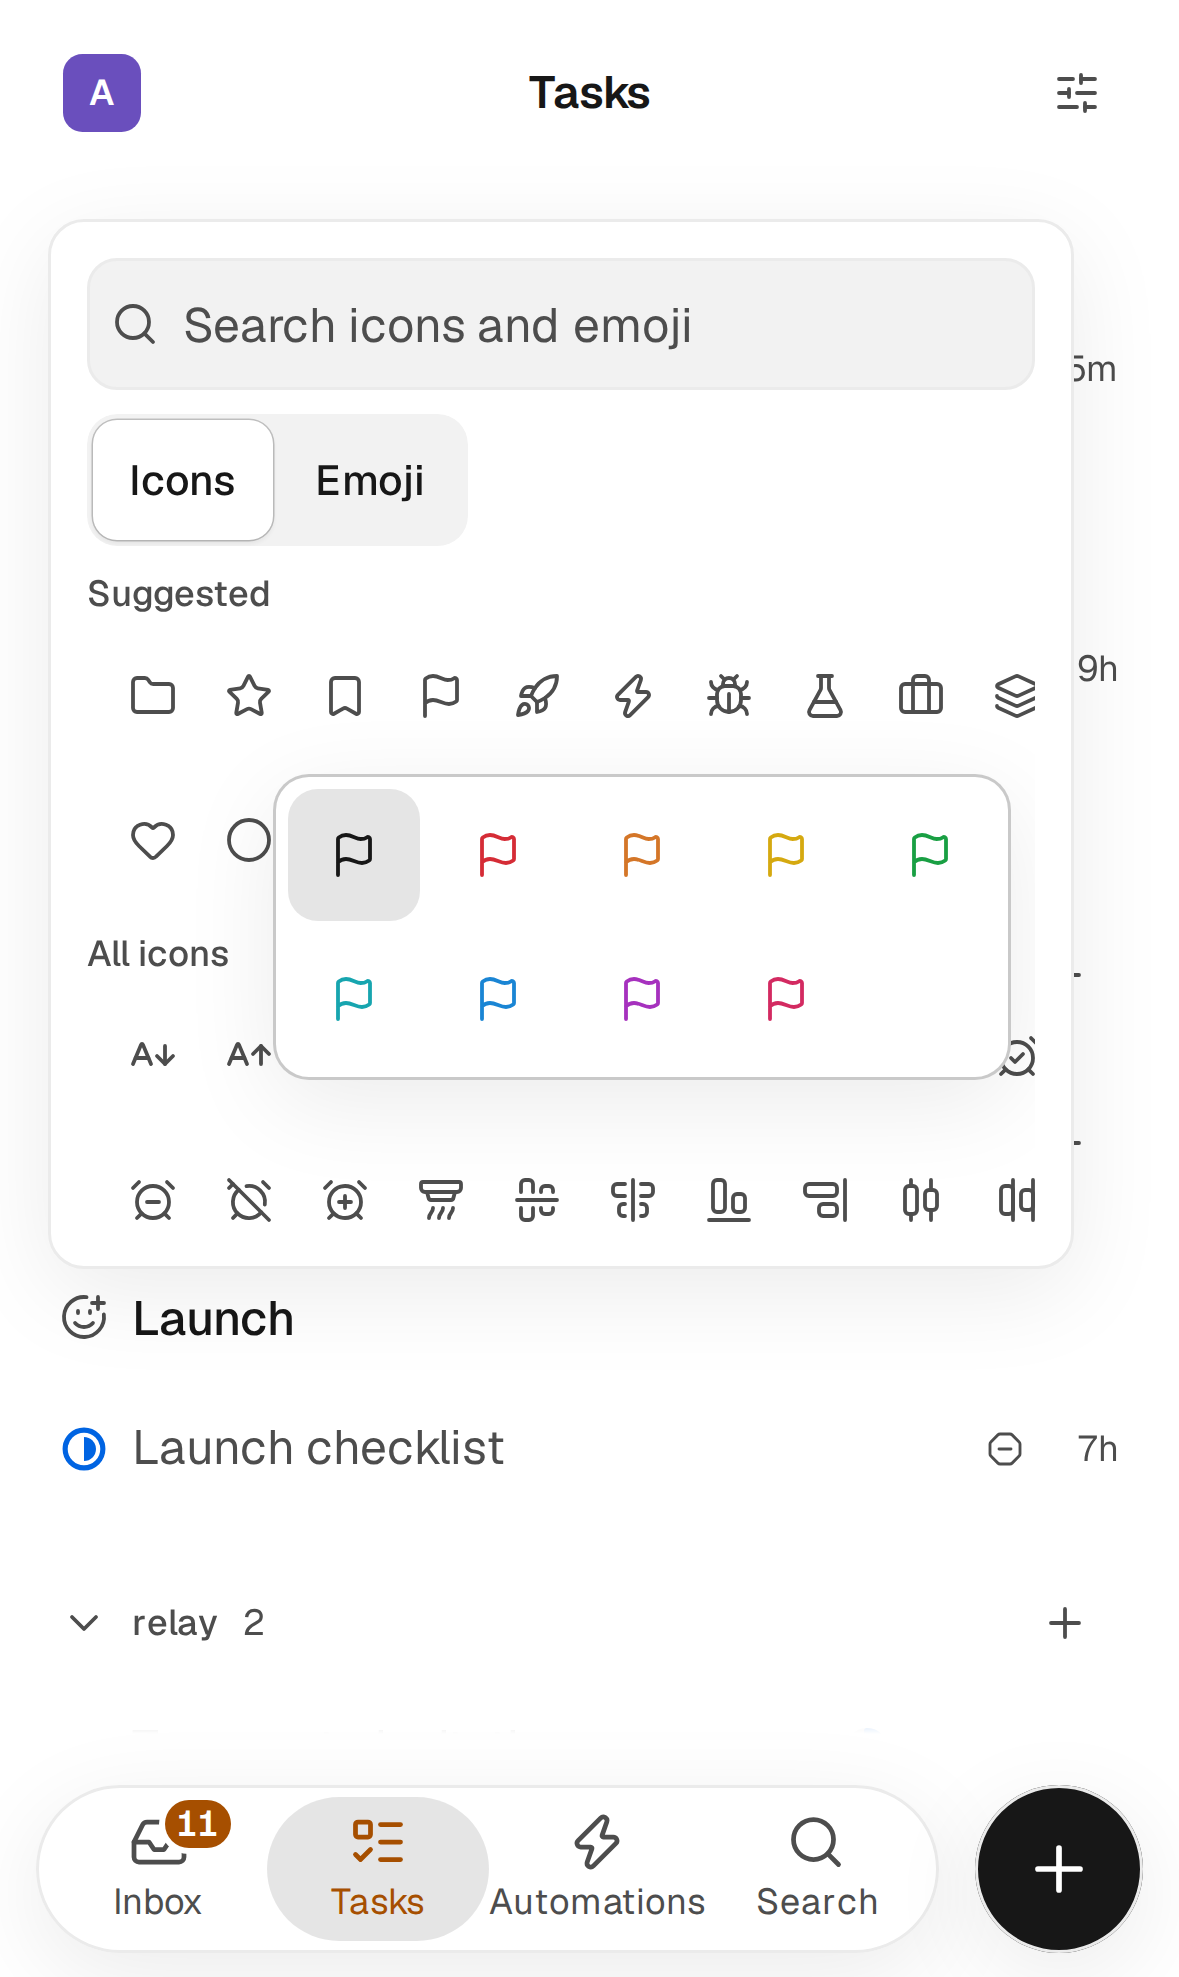 A
Tasks
Search icons and emoji
5m
Icons
Emoji
Suggested
9h
All icons
Launch
Launch checklist
7h
relay 2
11
Inbox
Tasks
Automations
Search